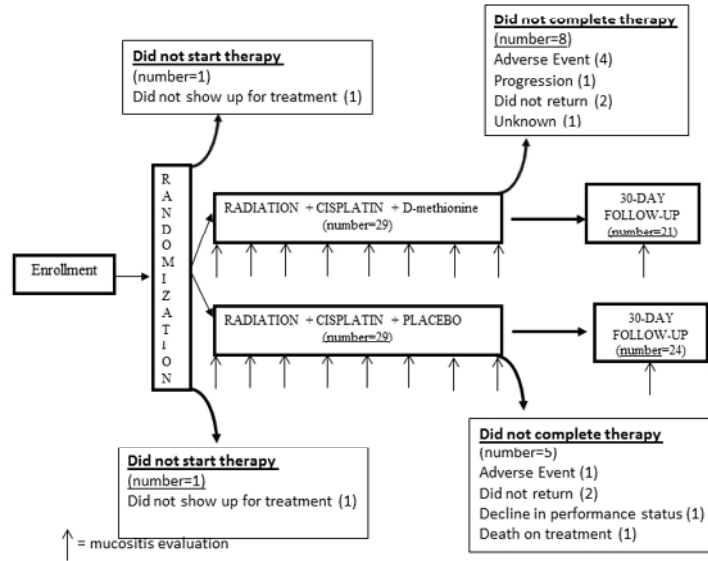 Did not start therapy
(number=1)
Did not show up for treatment (1)
Did not complete therapy
(number=8)
Adverse Event (4)
Progression (1)
Did not return (2)
Unknown (1)
Enrollment
RANDOMIZATION
RADIATION + CISPLATIN + D-methionine
(number=29)
30-DAY
FOLLOW-UP
(number=21)
RADIATION + CISPLATIN + PLACEBO
(number=29)
30-DAY
FOLLOW-UP
(number=24)
Did not start therapy
(number=1)
Did not show up for treatment (1)
Did not complete therapy
(number=5)
Adverse Event (1)
Did not return (2)
Decline in performance status (1)
Death on treatment (1)
= mucositis evaluation